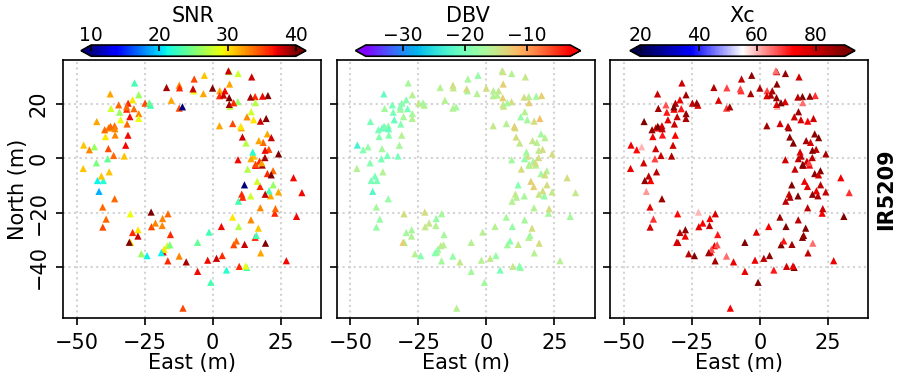 SNR DBV Xc
10 20 30 40 −30 −20 −10 20 40 60 80
20
0
−20
−40
North (m)
IR5209
−50 −25 0 25 −50 −25 0 25 −50 −25 0 25
East (m) East (m) East (m)